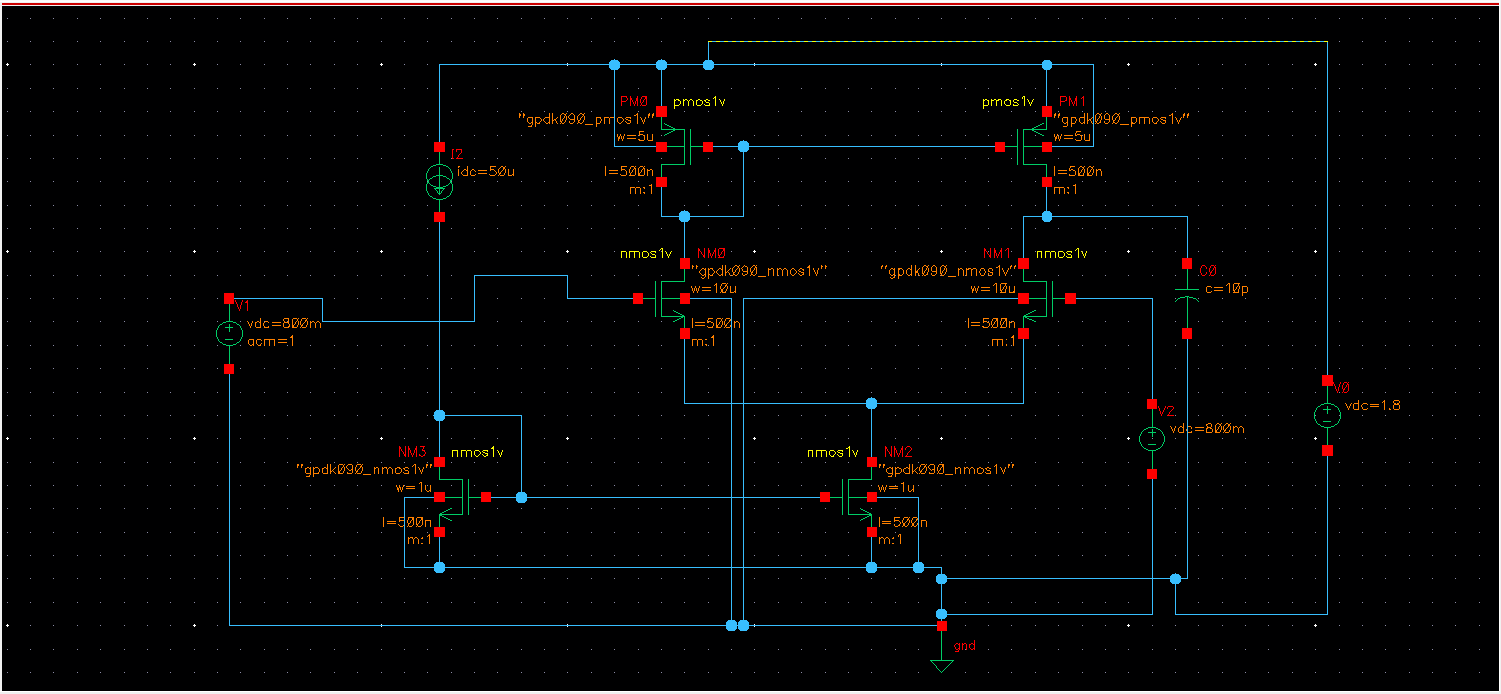 PM0 pmos1v
"gpdk090_pmos1v"
w=5u
l=500n
m:1
pmos1v PM1
"gpdk090_pmos1v"
w=5u
l=500n
m:1
I2
idc=50u
nmos1v NM0
"gpdk090_nmos1v"
w=10u
l=500n
m:1
NM1 nmos1v
"gpdk090_nmos1v"
w=10u
l=500n
m:1
C0
c=10p
V1
vdc=800m
acm=1
V0
vdc=1.8
V2
vdc=800m
NM3 nmos1v
"gpdk090_nmos1v"
w=1u
l=500n
m:1
nmos1v NM2
"gpdk090_nmos1v"
w=1u
l=500n
m:1
gnd